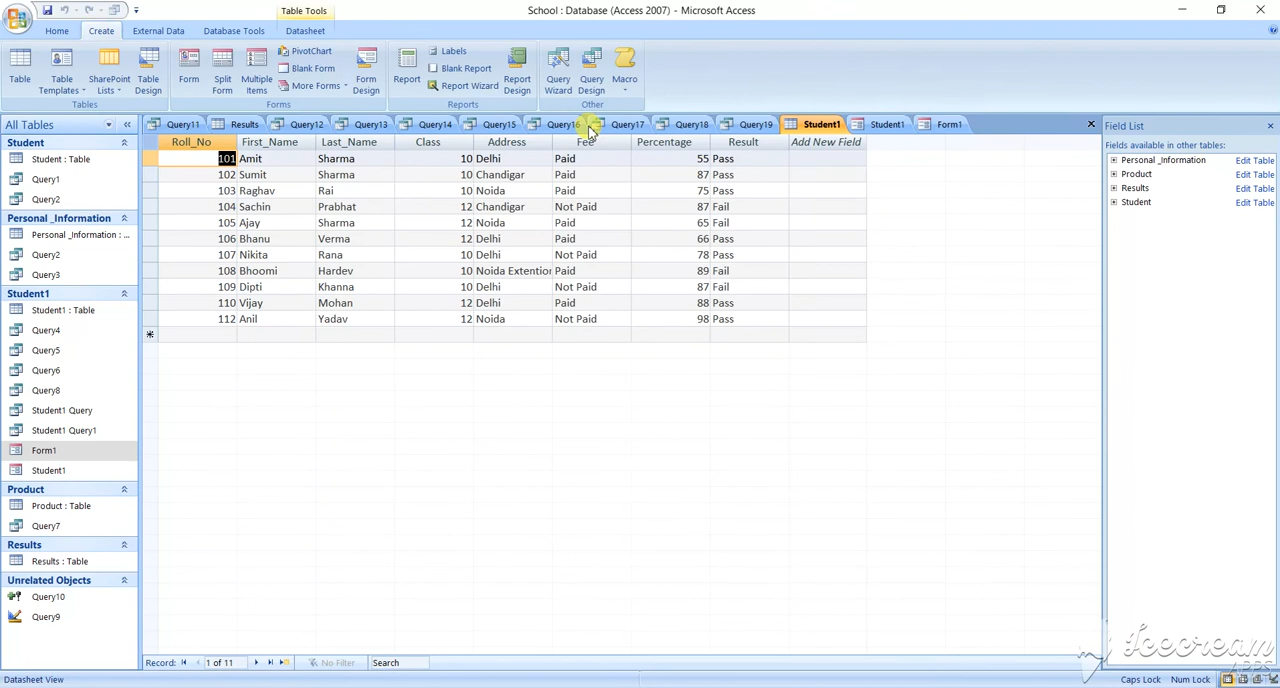 School : Database (Access 2007) - Microsoft Access
Table Tools
Home Create External Data Database Tools Datasheet
Table
Table Templates
SharePoint Lists
Table Design
Tables
Form
Split Form
Multiple Items
PivotChart
Blank Form
More Forms
Form Design
Forms
Report
Labels
Blank Report
Report Wizard
Report Design
Reports
Query Wizard
Query Design
Macro
Other
All Tables
Student
Student : Table
Query1
Query2
Personal _Information
Personal _Information : ...
Query2
Query3
Student1
Student1 : Table
Query4
Query5
Query6
Query8
Student1 Query
Student1 Query1
Form1
Student1
Product
Product : Table
Query7
Results
Results : Table
Unrelated Objects
Query10
Query9
Query11 Results Query12 Query13 Query14 Query15 Query16 Query17 Query18 Query19 Student1 Student1 Form1
Roll_No First_Name Last_Name Class Address Fee Percentage Result Add New Field
101 Amit Sharma 10 Delhi Paid 55 Pass
102 Sumit Sharma 10 Chandigar Paid 87 Pass
103 Raghav Rai 10 Noida Paid 75 Pass
104 Sachin Prabhat 12 Chandigar Not Paid 87 Fail
105 Ajay Sharma 12 Noida Paid 65 Fail
106 Bhanu Verma 12 Delhi Paid 66 Pass
107 Nikita Rana 10 Delhi Not Paid 78 Pass
108 Bhoomi Hardev 10 Noida Extention Paid 89 Fail
109 Dipti Khanna 10 Delhi Not Paid 87 Fail
110 Vijay Mohan 12 Delhi Paid 88 Pass
112 Anil Yadav 12 Noida Not Paid 98 Pass
Record: 1 of 11 No Filter Search
Field List
Fields available in other tables:
Personal _Information Edit Table
Product Edit Table
Results Edit Table
Student Edit Table
Icecream
APPS
Datasheet View Caps Lock Num Lock